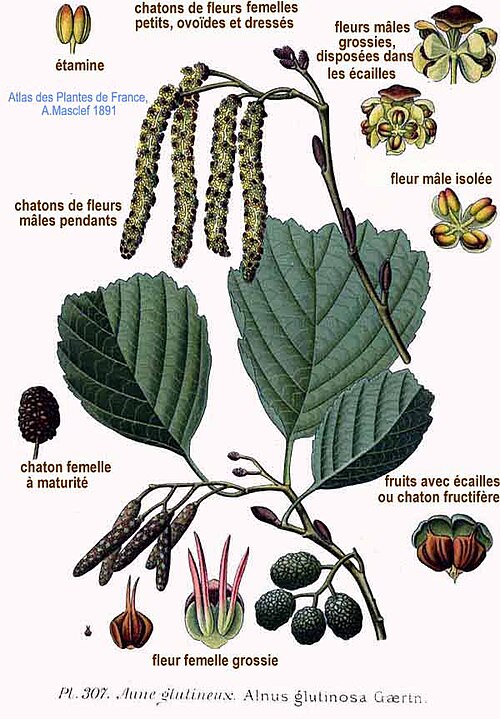 chatons de fleurs femelles
petits, ovoïdes et dressés
étamine
fleurs mâles
grossies,
disposées dans
les écailles
Atlas des Plantes de France,
A.Masclef 1891
fleur mâle isolée
chatons de fleurs
mâles pendants
chaton femelle
à maturité
fruits avec écailles
ou chaton fructifère
fleur femelle grossie
Pl. 307. Aune glutineux. Alnus glutinosa Gærtn.